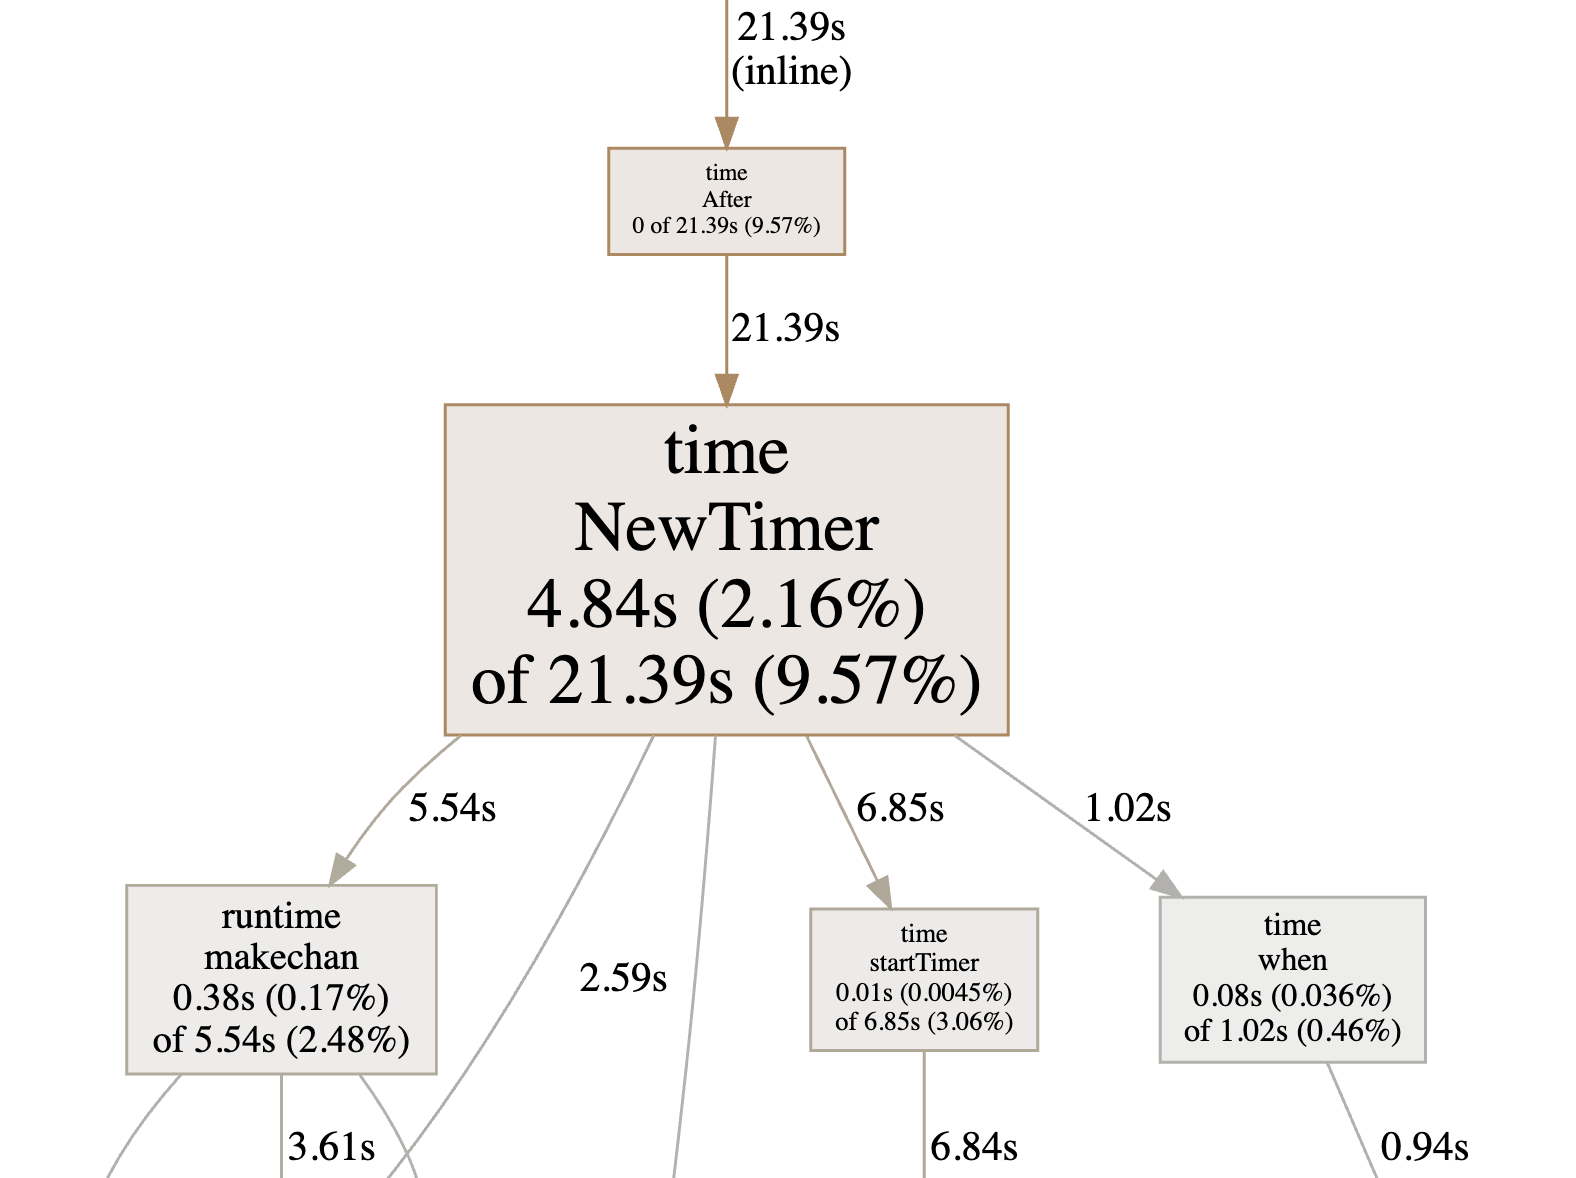 21.39s
(inline)
time
After
0 of 21.39s (9.57%)
21.39s
time
NewTimer
4.84s (2.16%)
of 21.39s (9.57%)
5.54s
6.85s
1.02s
runtime
makechan
0.38s (0.17%)
of 5.54s (2.48%)
2.59s
time
startTimer
0.01s (0.0045%)
of 6.85s (3.06%)
time
when
0.08s (0.036%)
of 1.02s (0.46%)
3.61s
6.84s
0.94s